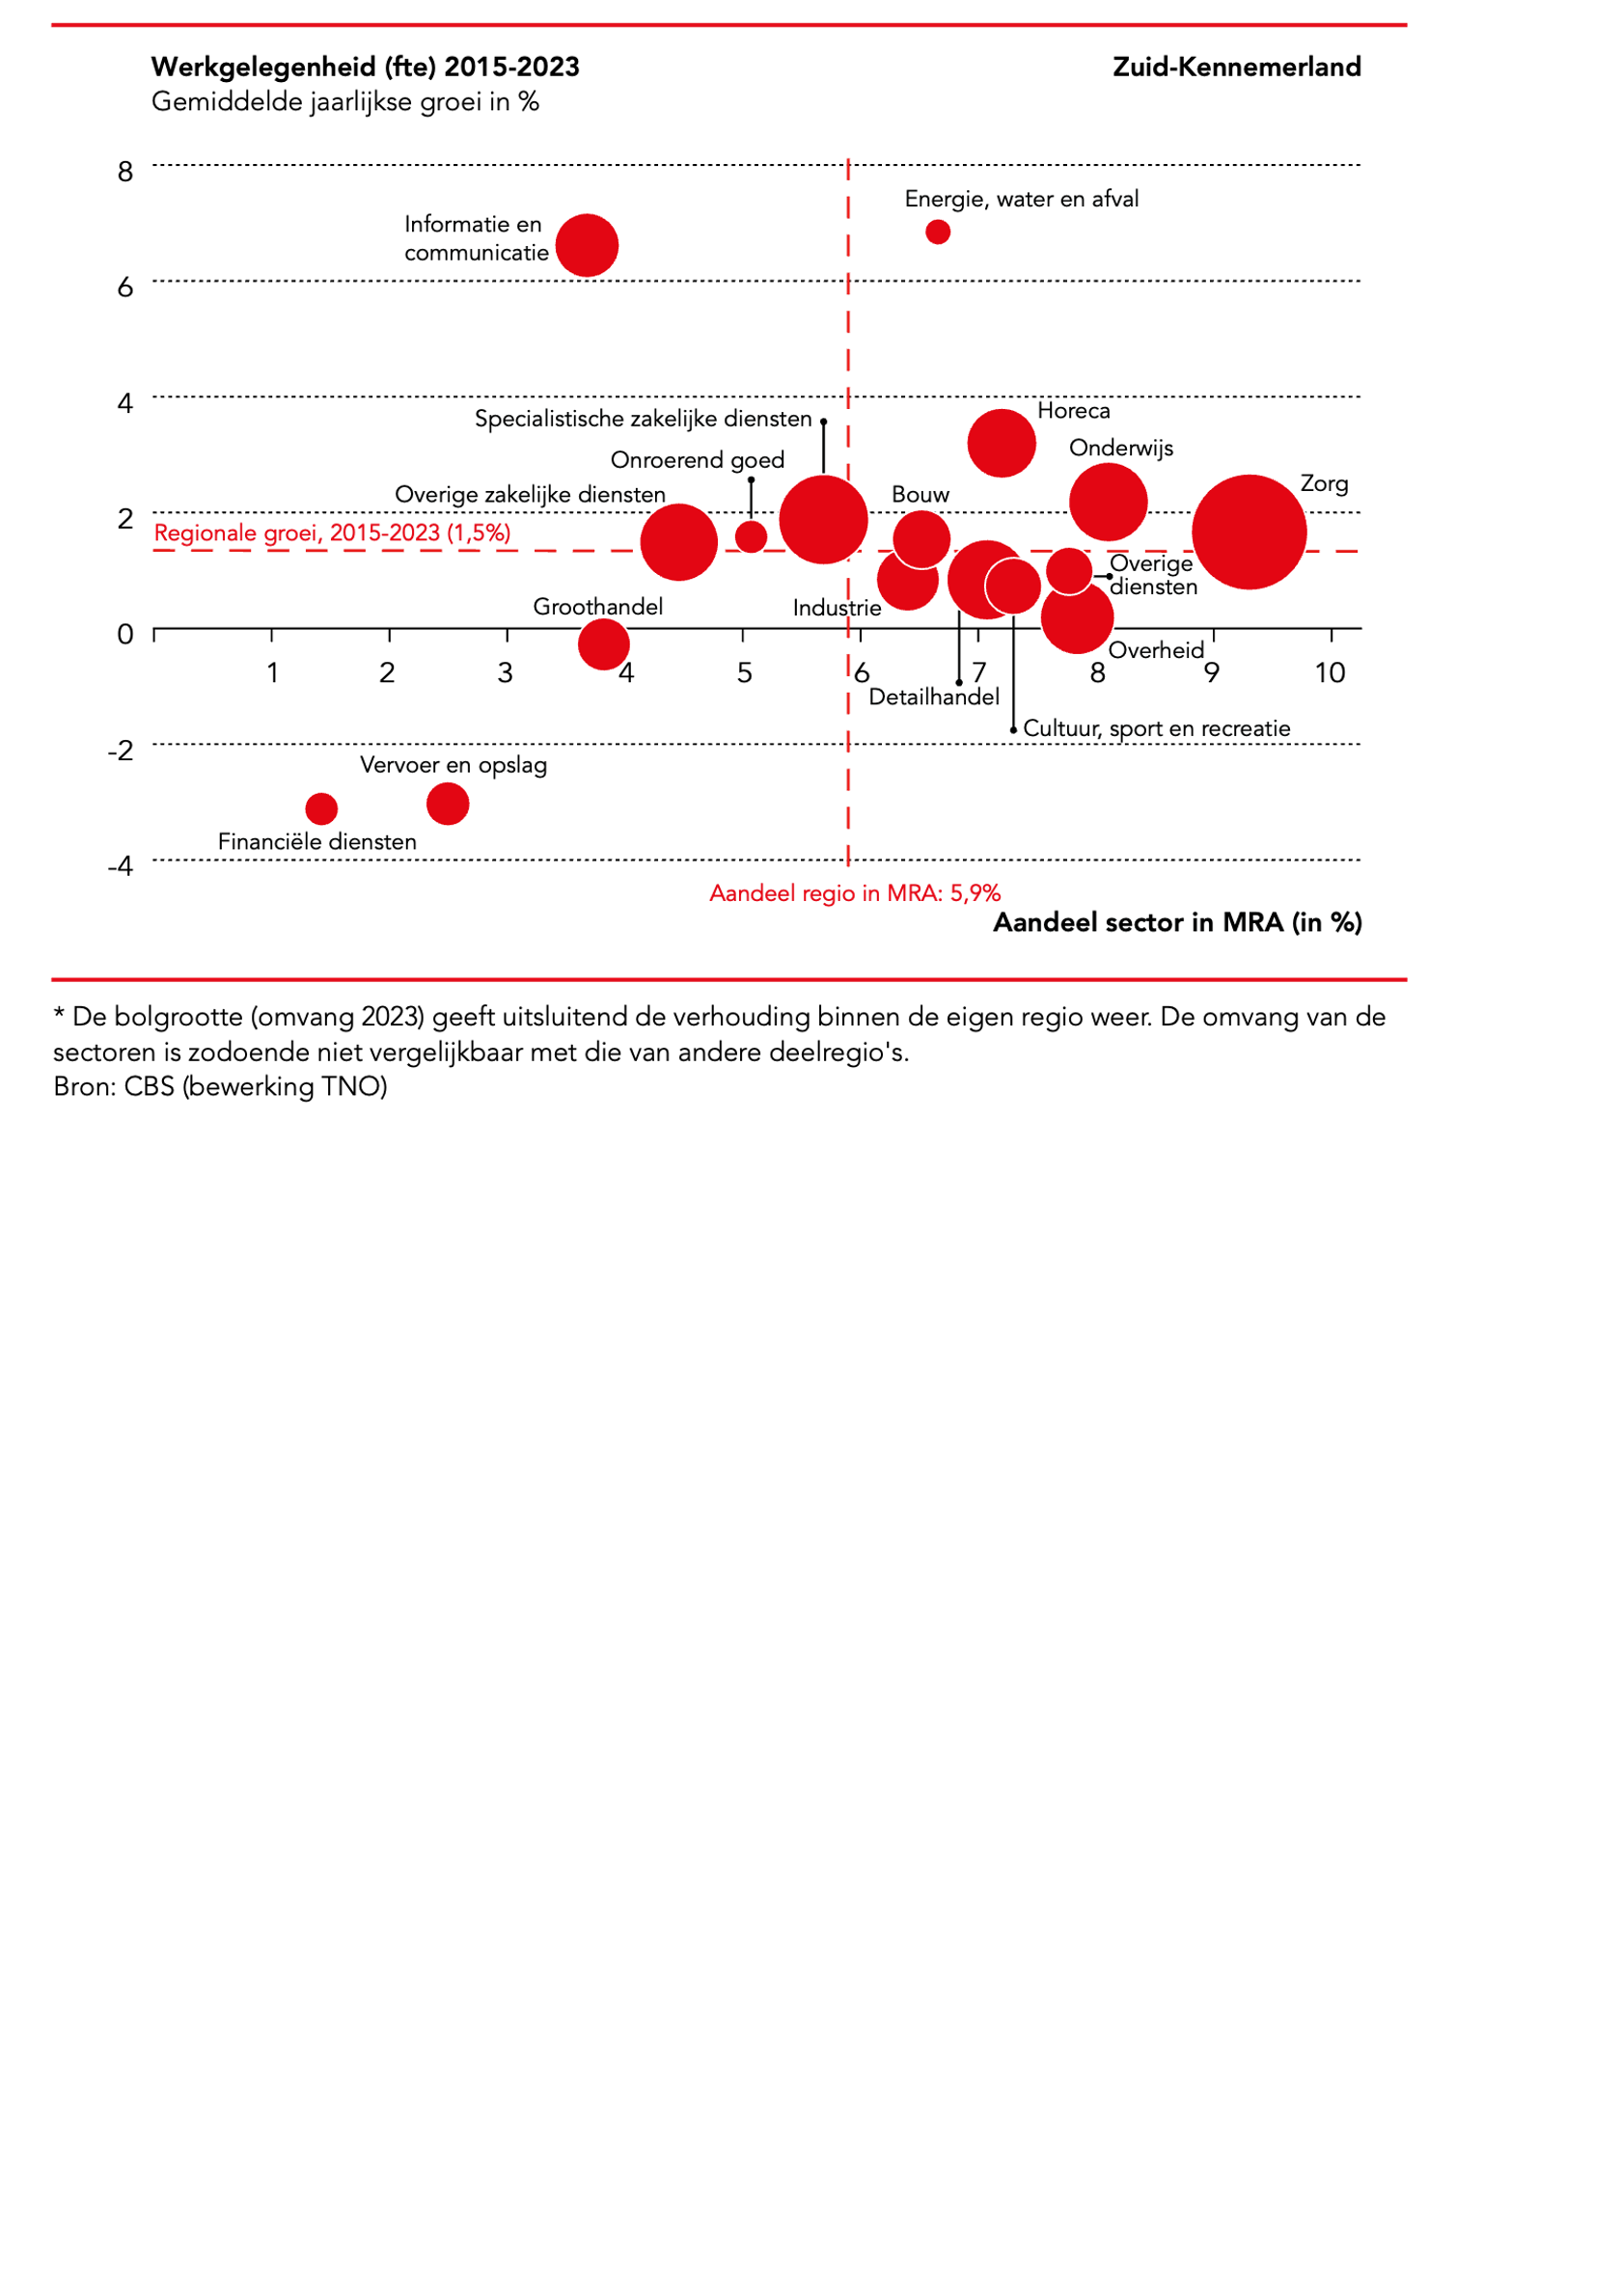 Werkgelegenheid (fte) 2015-2023
Zuid-Kennemerland
Gemiddelde jaarlijkse groei in %
8
Energie, water en afval
Informatie en
communicatie
6
4
Horeca
Specialistische zakelijke diensten
Onderwijs
Onroerend goed
Zorg
Overige zakelijke diensten
Bouw
2
Regionale groei, 2015-2023 (1,5%)
Overige
diensten
Groothandel
Industrie
0
Overheid
1 2 3 4 5 6 7 8 9 10
Detailhandel
Cultuur, sport en recreatie
-2
Vervoer en opslag
Financiële diensten
-4
Aandeel regio in MRA: 5,9%
Aandeel sector in MRA (in %)
* De bolgrootte (omvang 2023) geeft uitsluitend de verhouding binnen de eigen regio weer. De omvang van de
sectoren is zodoende niet vergelijkbaar met die van andere deelregio's.
Bron: CBS (bewerking TNO)